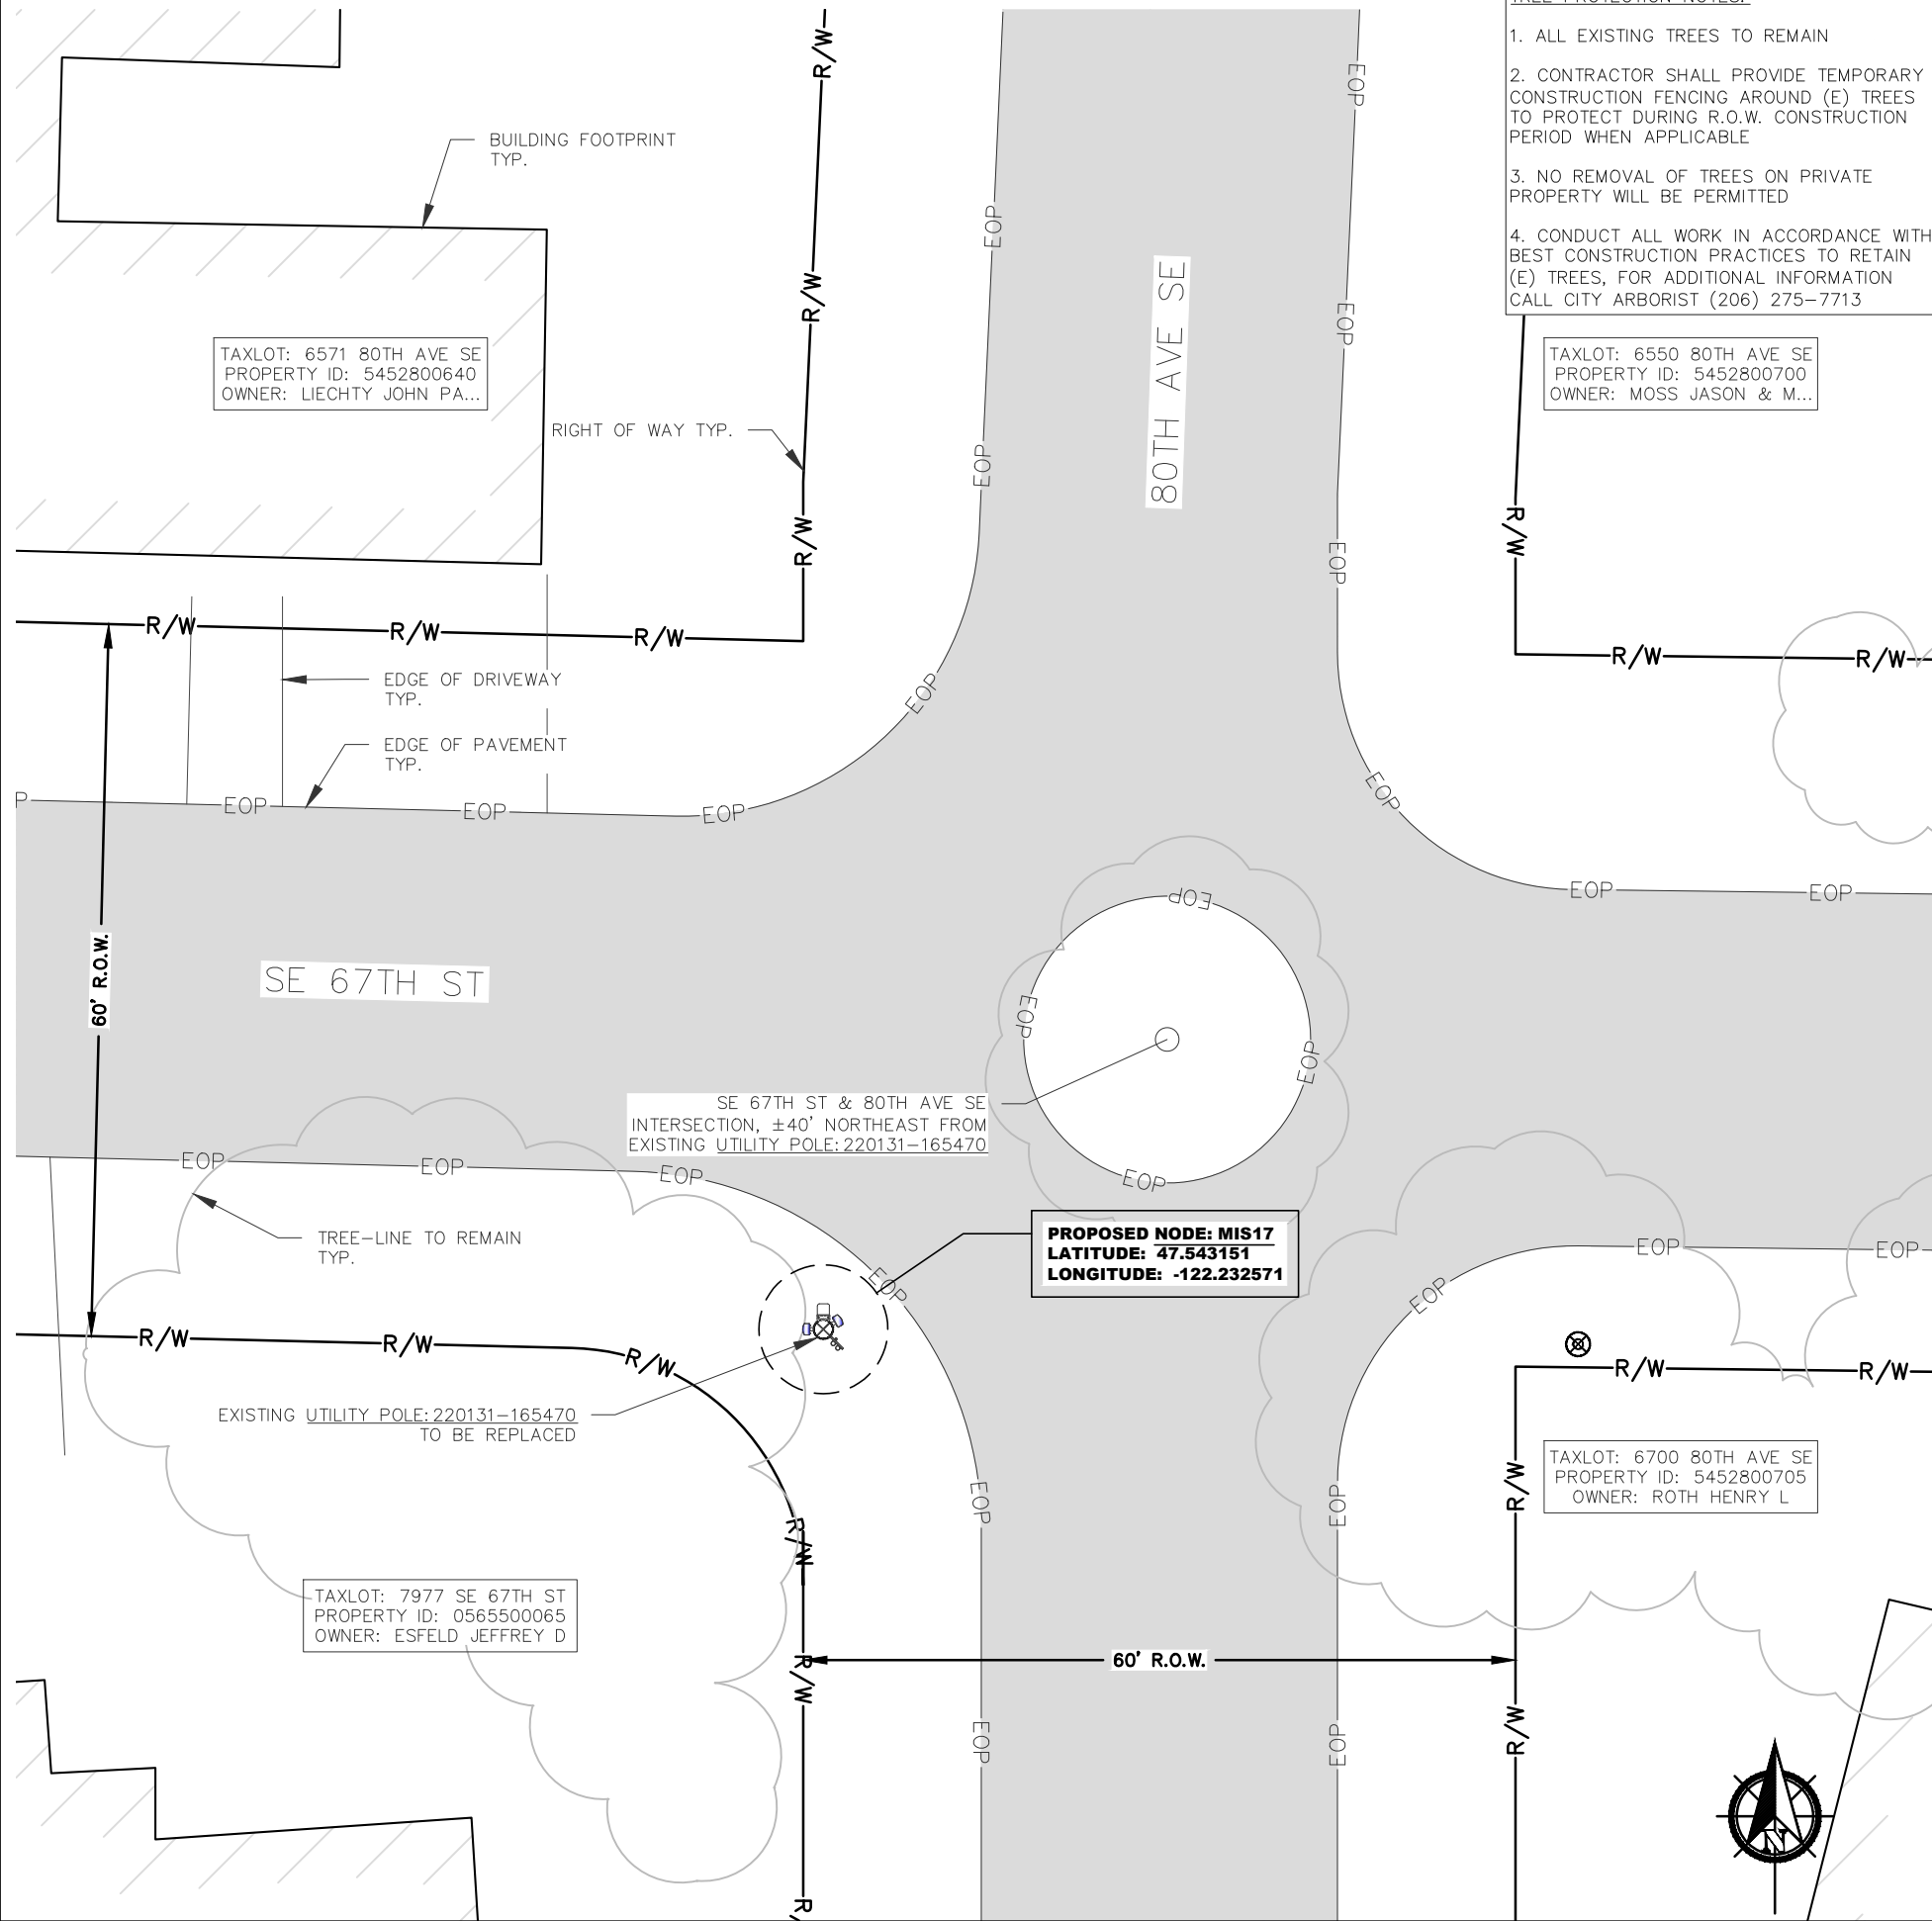 TREE PROTECTION NOTES:
1. ALL EXISTING TREES TO REMAIN
2. CONTRACTOR SHALL PROVIDE TEMPORARY
CONSTRUCTION FENCING AROUND (E) TREES
TO PROTECT DURING R.O.W. CONSTRUCTION
PERIOD WHEN APPLICABLE
3. NO REMOVAL OF TREES ON PRIVATE
PROPERTY WILL BE PERMITTED
4. CONDUCT ALL WORK IN ACCORDANCE WITH
BEST CONSTRUCTION PRACTICES TO RETAIN
(E) TREES, FOR ADDITIONAL INFORMATION
CALL CITY ARBORIST (206) 275-7713
R/W
EOP
BUILDING FOOTPRINT
TYP.
EOP
R/W
80TH AVE SE
EOP
TAXLOT: 6571 80TH AVE SE
PROPERTY ID: 5452800640
OWNER: LIECHTY JOHN PA...
TAXLOT: 6550 80TH AVE SE
PROPERTY ID: 5452800700
OWNER: MOSS JASON & M...
RIGHT OF WAY TYP.
EOP
R/W
R/W
EOP
R/W
R/W
R/W
R/W
R/W
EDGE OF DRIVEWAY
TYP.
EOP
EDGE OF PAVEMENT
TYP.
P
EOP
EOP
EOP
EOP
EOP
EOP
EOP
60' R.O.W.
SE 67TH ST
EOP
EOP
SE 67TH ST & 80TH AVE SE
INTERSECTION, ±40' NORTHEAST FROM
EXISTING UTILITY POLE:220131-165470
EOP
EOP
EOP
EOP
EOP
TREE-LINE TO REMAIN
TYP.
PROPOSED NODE: MIS17
LATITUDE: 47.543151
LONGITUDE: -122.232571
EOP
EOP
EOP
EOP
R/W
R/W
R/W
R/W
R/W
EXISTING UTILITY POLE:220131-165470
TO BE REPLACED
TAXLOT: 6700 80TH AVE SE
PROPERTY ID: 5452800705
OWNER: ROTH HENRY L
R/W
EOP
EOP
R/W
TAXLOT: 7977 SE 67TH ST
PROPERTY ID: 0565500065
OWNER: ESFELD JEFFREY D
60' R.O.W.
R/W
R/W
EOP
EOP
N
R/